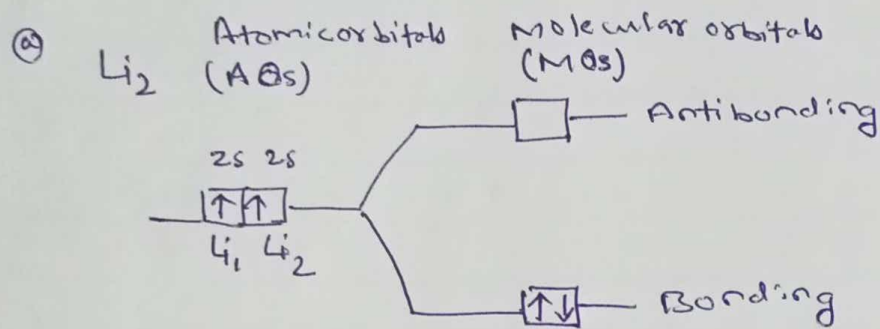 ⓐ Li2 Atomic orbitals (AOs)
Molecular orbitals (MOs)
Antibonding
2s 2s
↑ ↑
Li1 Li2
↑↓ Bonding